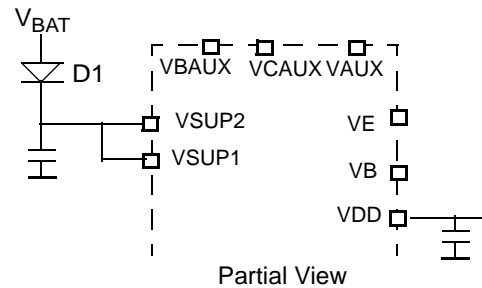 VBAT
D1
VBAUX VCAUX VAUX
VSUP2
VE
VSUP1
VB
VDD
Partial View